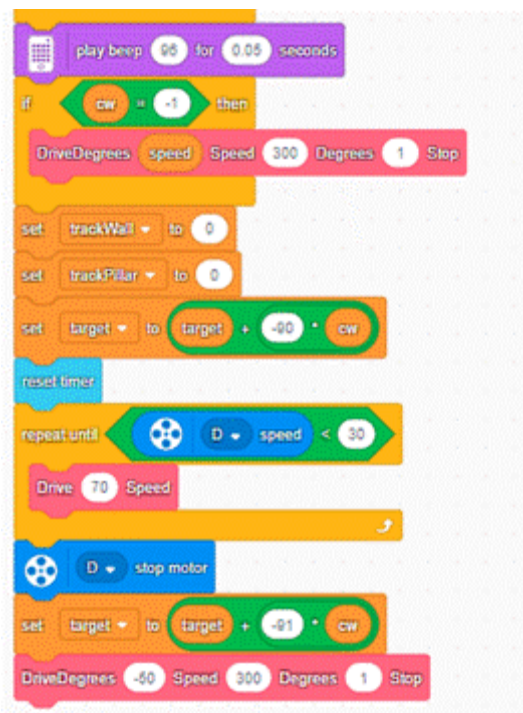 play beep 96 for 0.05 seconds
if cw = -1 then
DriveDegrees speed Speed 300 Degrees 1 Stop
set trackWall to 0
set trackPillar to 0
set target to target + -90 * cw
reset timer
repeat until D speed < 30
Drive 70 Speed
D stop motor
set target to target + -91 * cw
DriveDegrees -50 Speed 300 Degrees 1 Stop